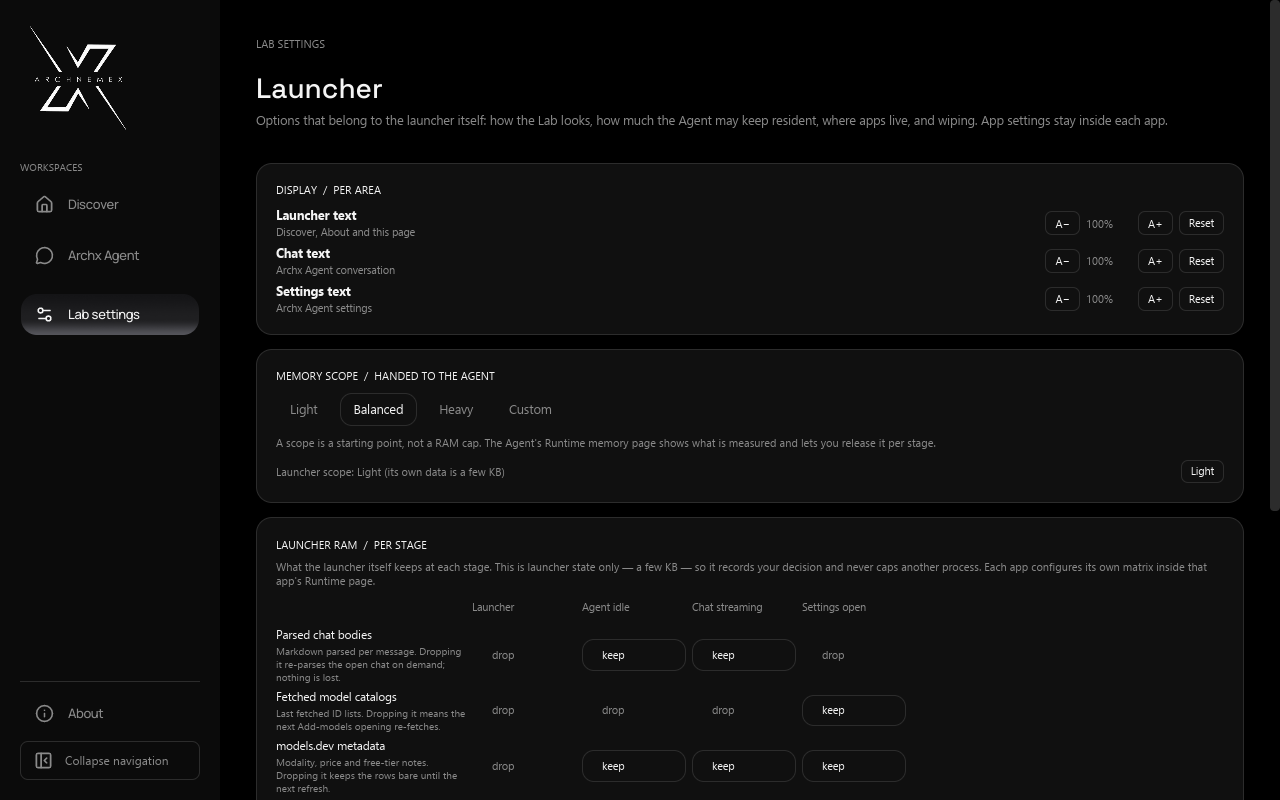 ARCHNEMEX
WORKSPACES
Discover
Archx Agent
Lab settings
About
Collapse navigation
LAB SETTINGS
Launcher
Options that belong to the launcher itself: how the Lab looks, how much the Agent may keep resident, where apps live, and wiping. App settings stay inside each app.
DISPLAY / PER AREA
Launcher text
Discover, About and this page
A− 100% A+ Reset
Chat text
Archx Agent conversation
A− 100% A+ Reset
Settings text
Archx Agent settings
A− 100% A+ Reset
MEMORY SCOPE / HANDED TO THE AGENT
Light Balanced Heavy Custom
A scope is a starting point, not a RAM cap. The Agent's Runtime memory page shows what is measured and lets you release it per stage.
Launcher scope: Light (its own data is a few KB) Light
LAUNCHER RAM / PER STAGE
What the launcher itself keeps at each stage. This is launcher state only — a few KB — so it records your decision and never caps another process. Each app configures its own matrix inside that
app's Runtime page.
Launcher Agent idle Chat streaming Settings open
Parsed chat bodies
Markdown parsed per message. Dropping
it re-parses the open chat on demand;
nothing is lost.
drop keep keep drop
Fetched model catalogs
Last fetched ID lists. Dropping it means the
next Add-models opening re-fetches.
drop drop drop keep
models.dev metadata
Modality, price and free-tier notes.
Dropping it keeps the rows bare until the
next refresh.
drop keep keep keep